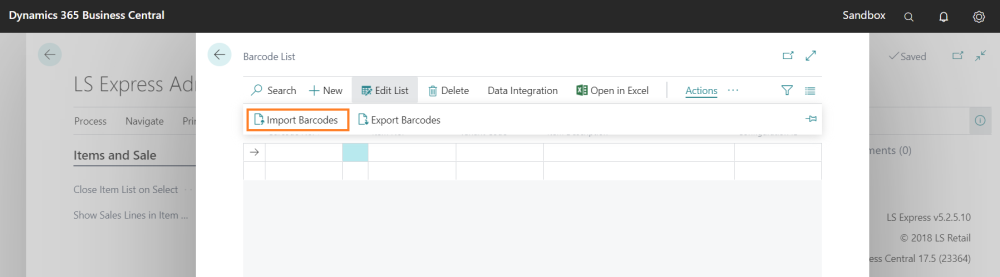 Dynamics 365 Business Central
Sandbox
Barcode List
Saved
LS Express Ad
Search
New
Edit List
Delete
Data Integration
Open in Excel
Actions
Process
Navigate
Import Barcodes
Export Barcodes
Items and Sale
ments (0)
Close Item List on Select
Show Sales Lines in Item ...
LS Express v5.2.5.10
© 2018 LS Retail
ess Central 17.5 (23364)